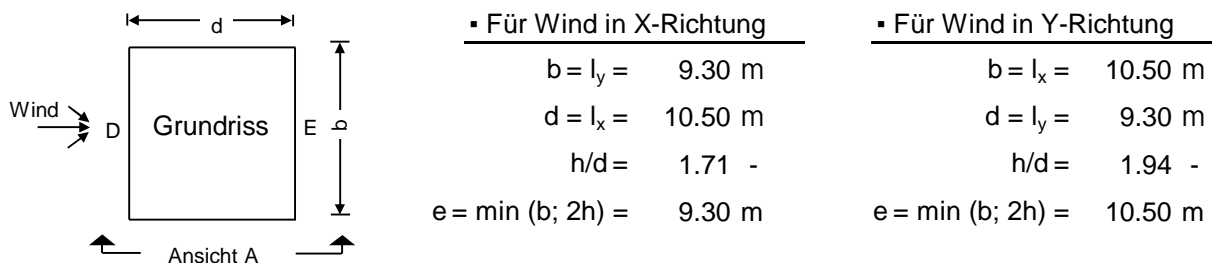 d
Wind
D
Grundriss
E
b
Ansicht A
▪ Für Wind in X-Richtung
b = l_y = 9.30 m
d = l_x = 10.50 m
h/d = 1.71 -
e = min (b; 2h) = 9.30 m
▪ Für Wind in Y-Richtung
b = l_x = 10.50 m
d = l_y = 9.30 m
h/d = 1.94 -
e = min (b; 2h) = 10.50 m